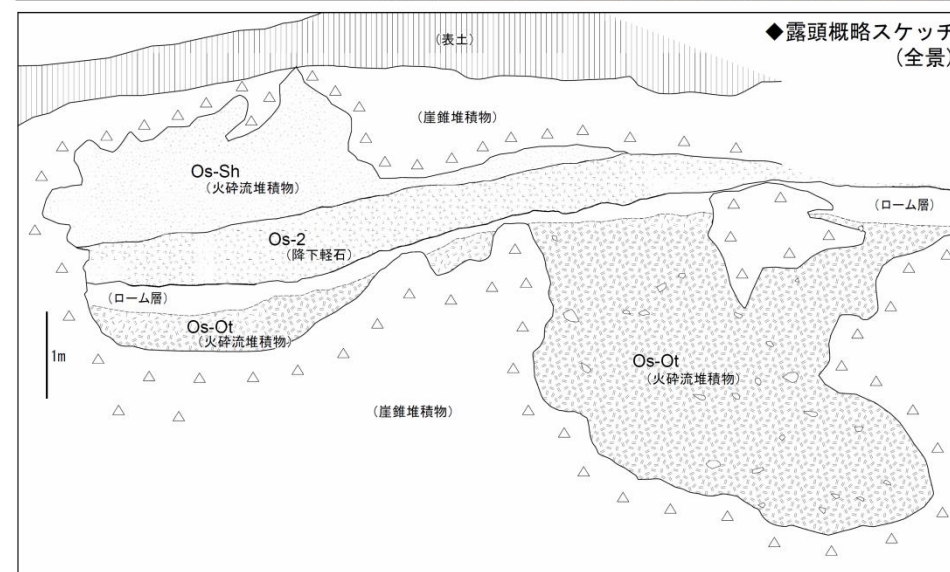 ◆露頭概略スケッチ
(全景)
(表土)
(崖錐堆積物)
Os-Sh
(火砕流堆積物)
(ローム層)
Os-2
(降下軽石)
(ローム層)
Os-Ot
(火砕流堆積物)
1m
Os-Ot
(火砕流堆積物)
(崖錐堆積物)